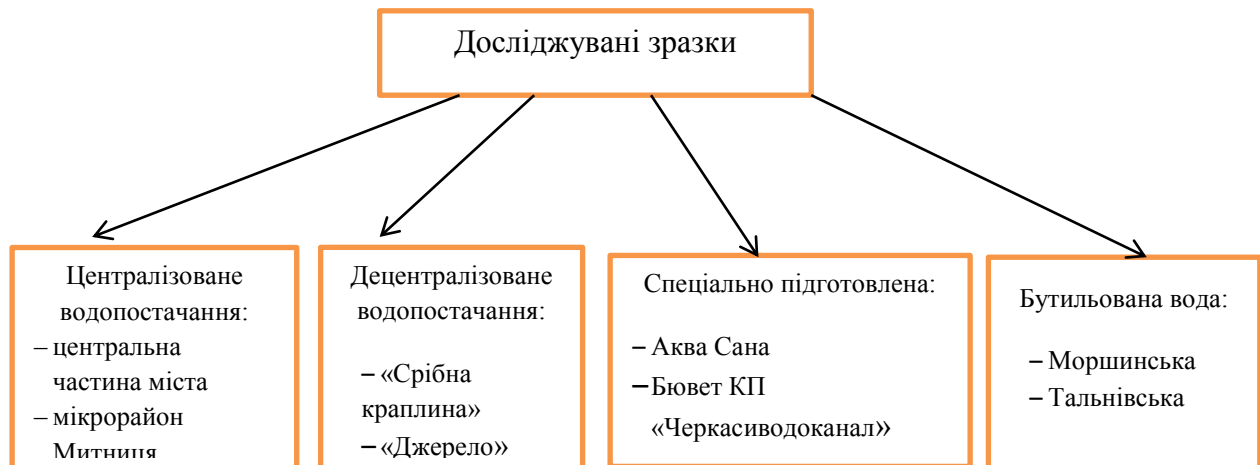 Досліджувані зразки
Централізоване
водопостачання:
– центральна
частина міста
– мікрорайон
Митниця
Децентралізоване
водопостачання:
– «Срібна
краплина»
– «Джерело»
Спеціально підготовлена:
– Аква Сана
– Бювет КП
«Черкасиводоканал»
Бутильована вода:
– Моршинська
– Тальнівська